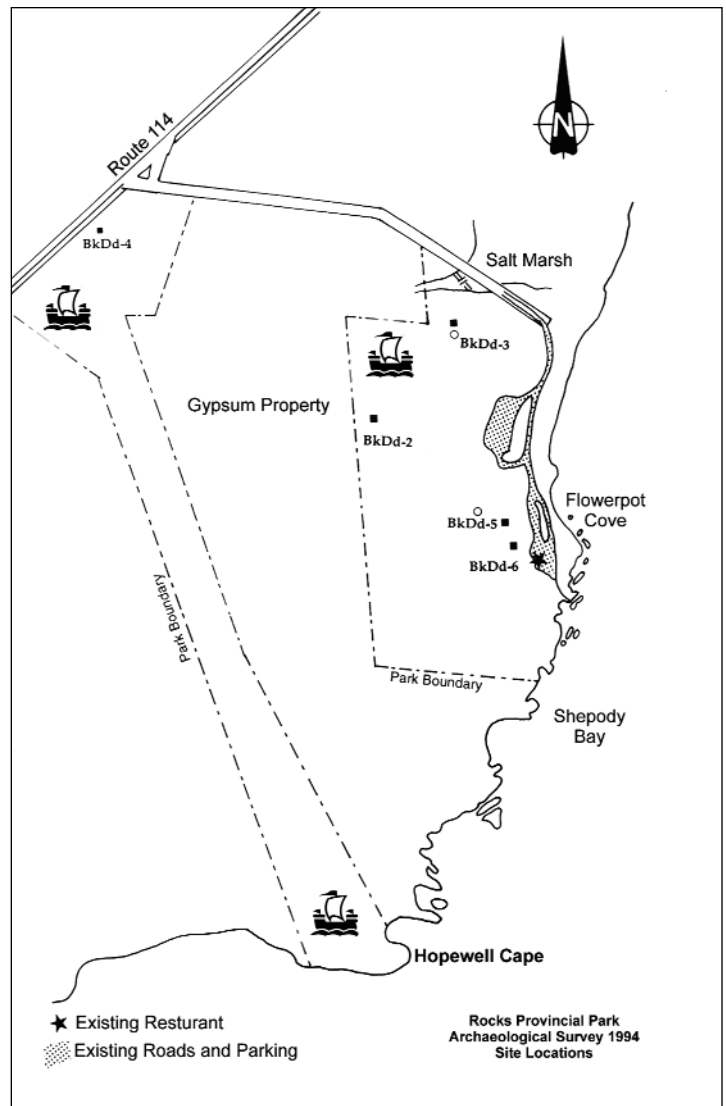 Route 114
N
BkDd-4
Salt Marsh
BkDd-3
Gypsum Property
BkDd-2
Flowerpot
Cove
BkDd-5
BkDd-6
Park Boundary
Park Boundary
Shepody
Bay
Hopewell Cape
Existing Resturant
Existing Roads and Parking
Rocks Provincial Park
Archaeological Survey 1994
Site Locations